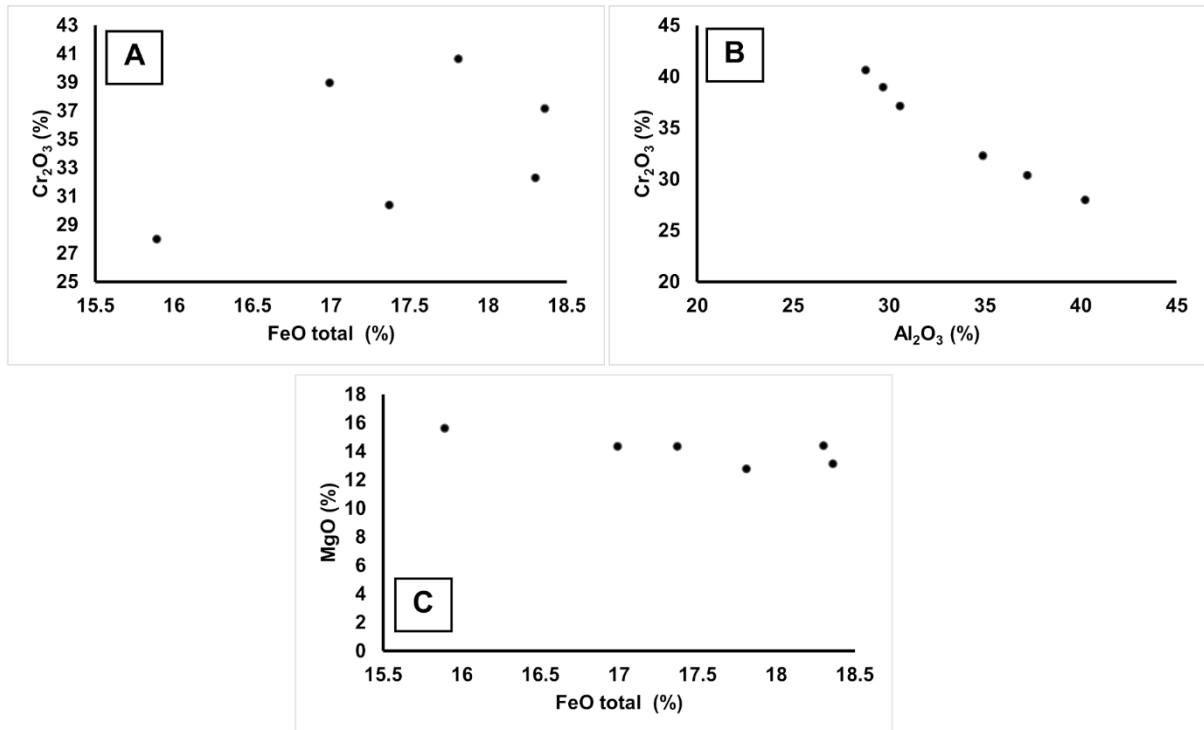 A
Cr₂O₃ (%)
43
41
39
37
35
33
31
29
27
25
15.5 16 16.5 17 17.5 18 18.5
FeO total (%)
B
Cr₂O₃ (%)
45
40
35
30
25
20
20 25 30 35 40 45
Al₂O₃ (%)
C
MgO (%)
18
16
14
12
10
8
6
4
2
0
15.5 16 16.5 17 17.5 18 18.5
FeO total (%)